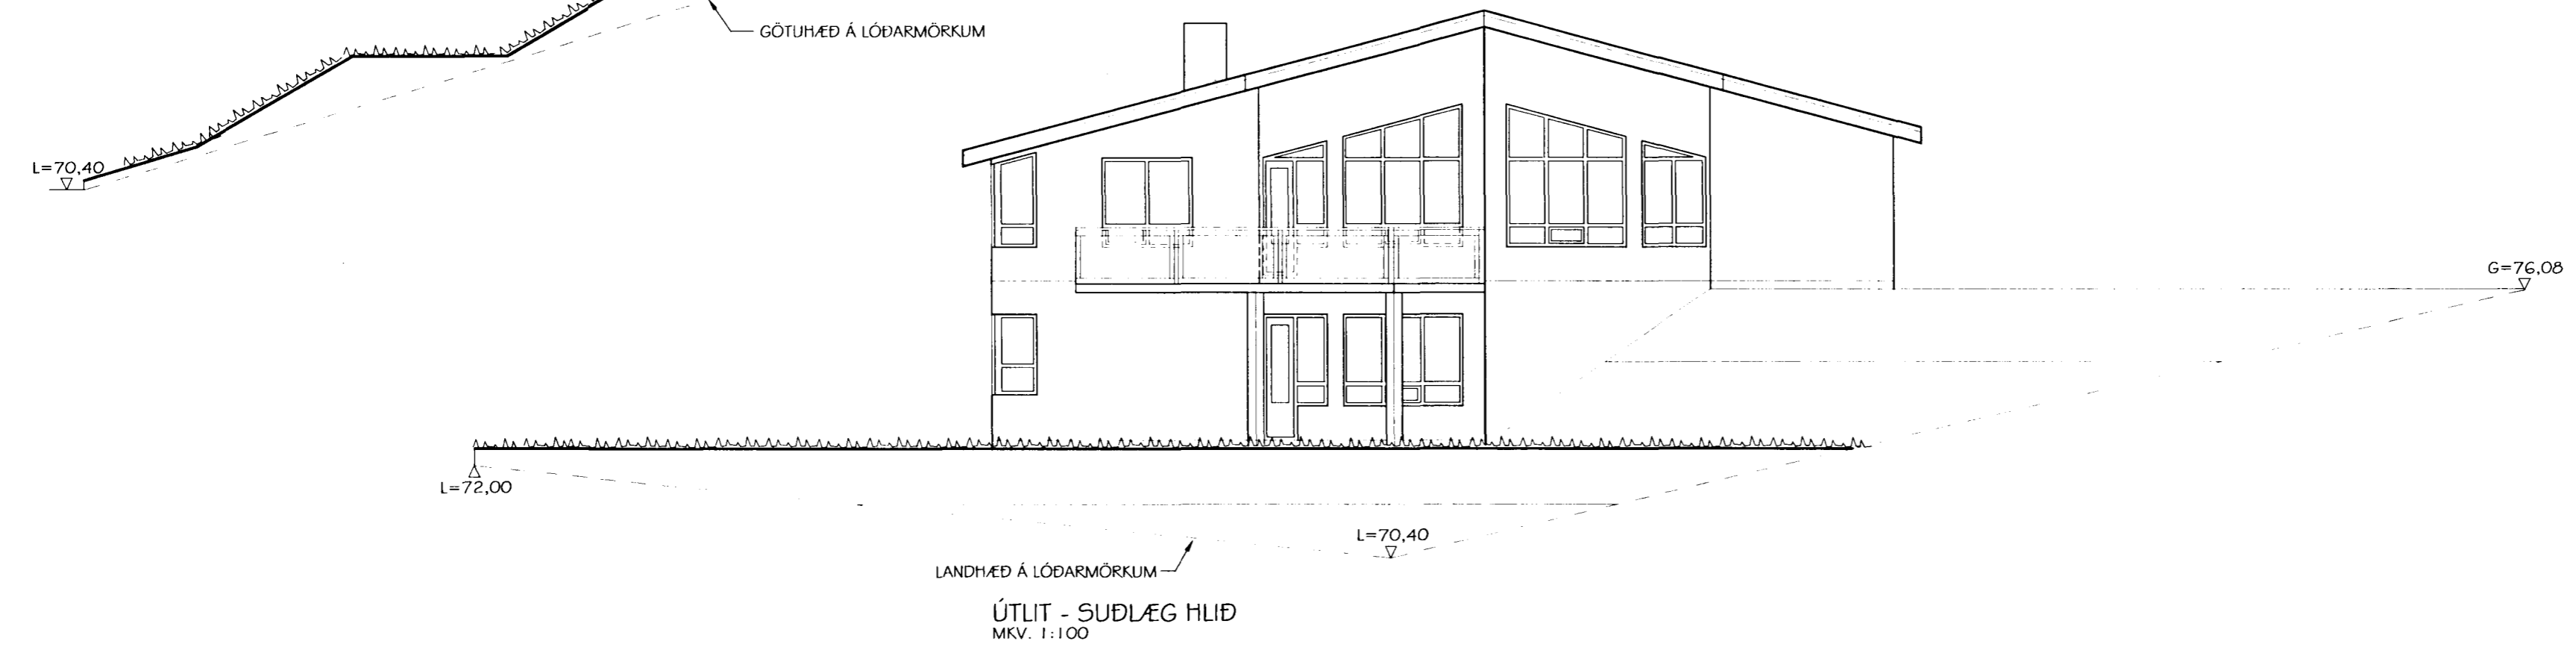 GÖTUHÆÐ Á LÓÐARMÖRKUM
L=70,40
G=76,08
L=72,00
L=70,40
LANDHÆÐ Á LÓÐARMÖRKUM
ÚTLIT - SUÐLÆG HLIÐ
MKV. 1:100